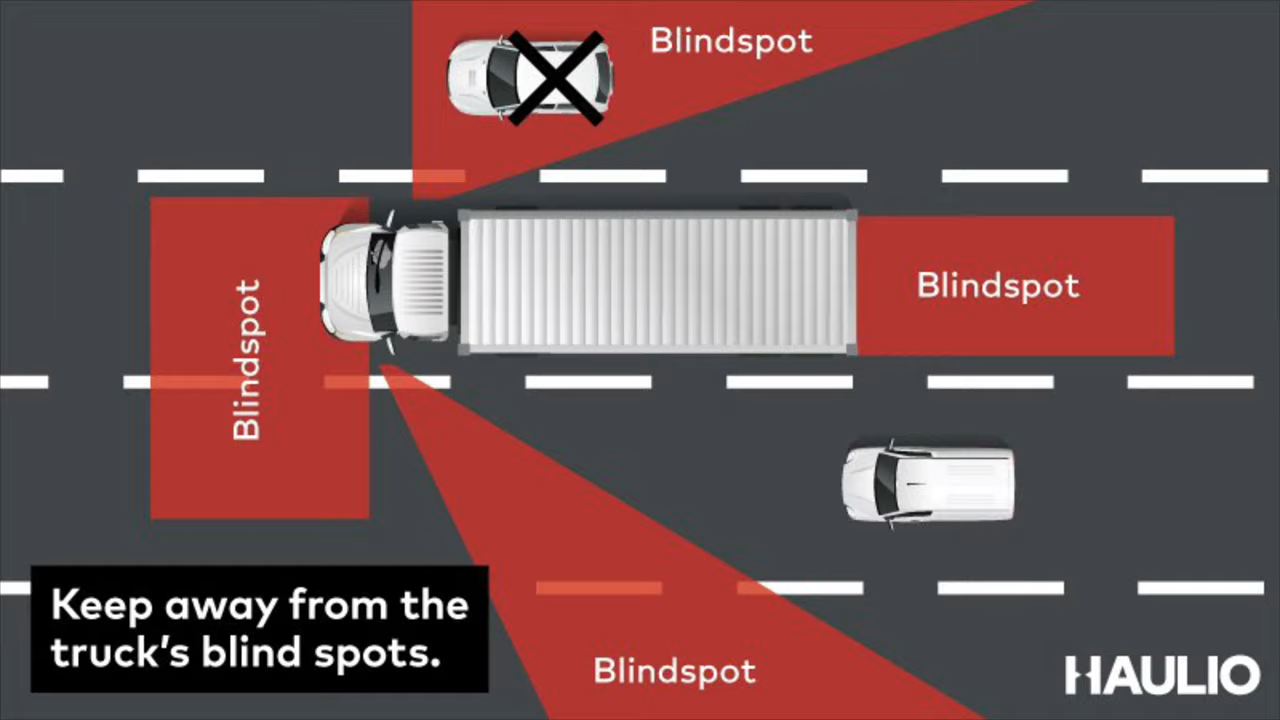 Blindspot
Blindspot
Blindspot
Blindspot
Keep away from the
truck's blind spots.
HAULIO